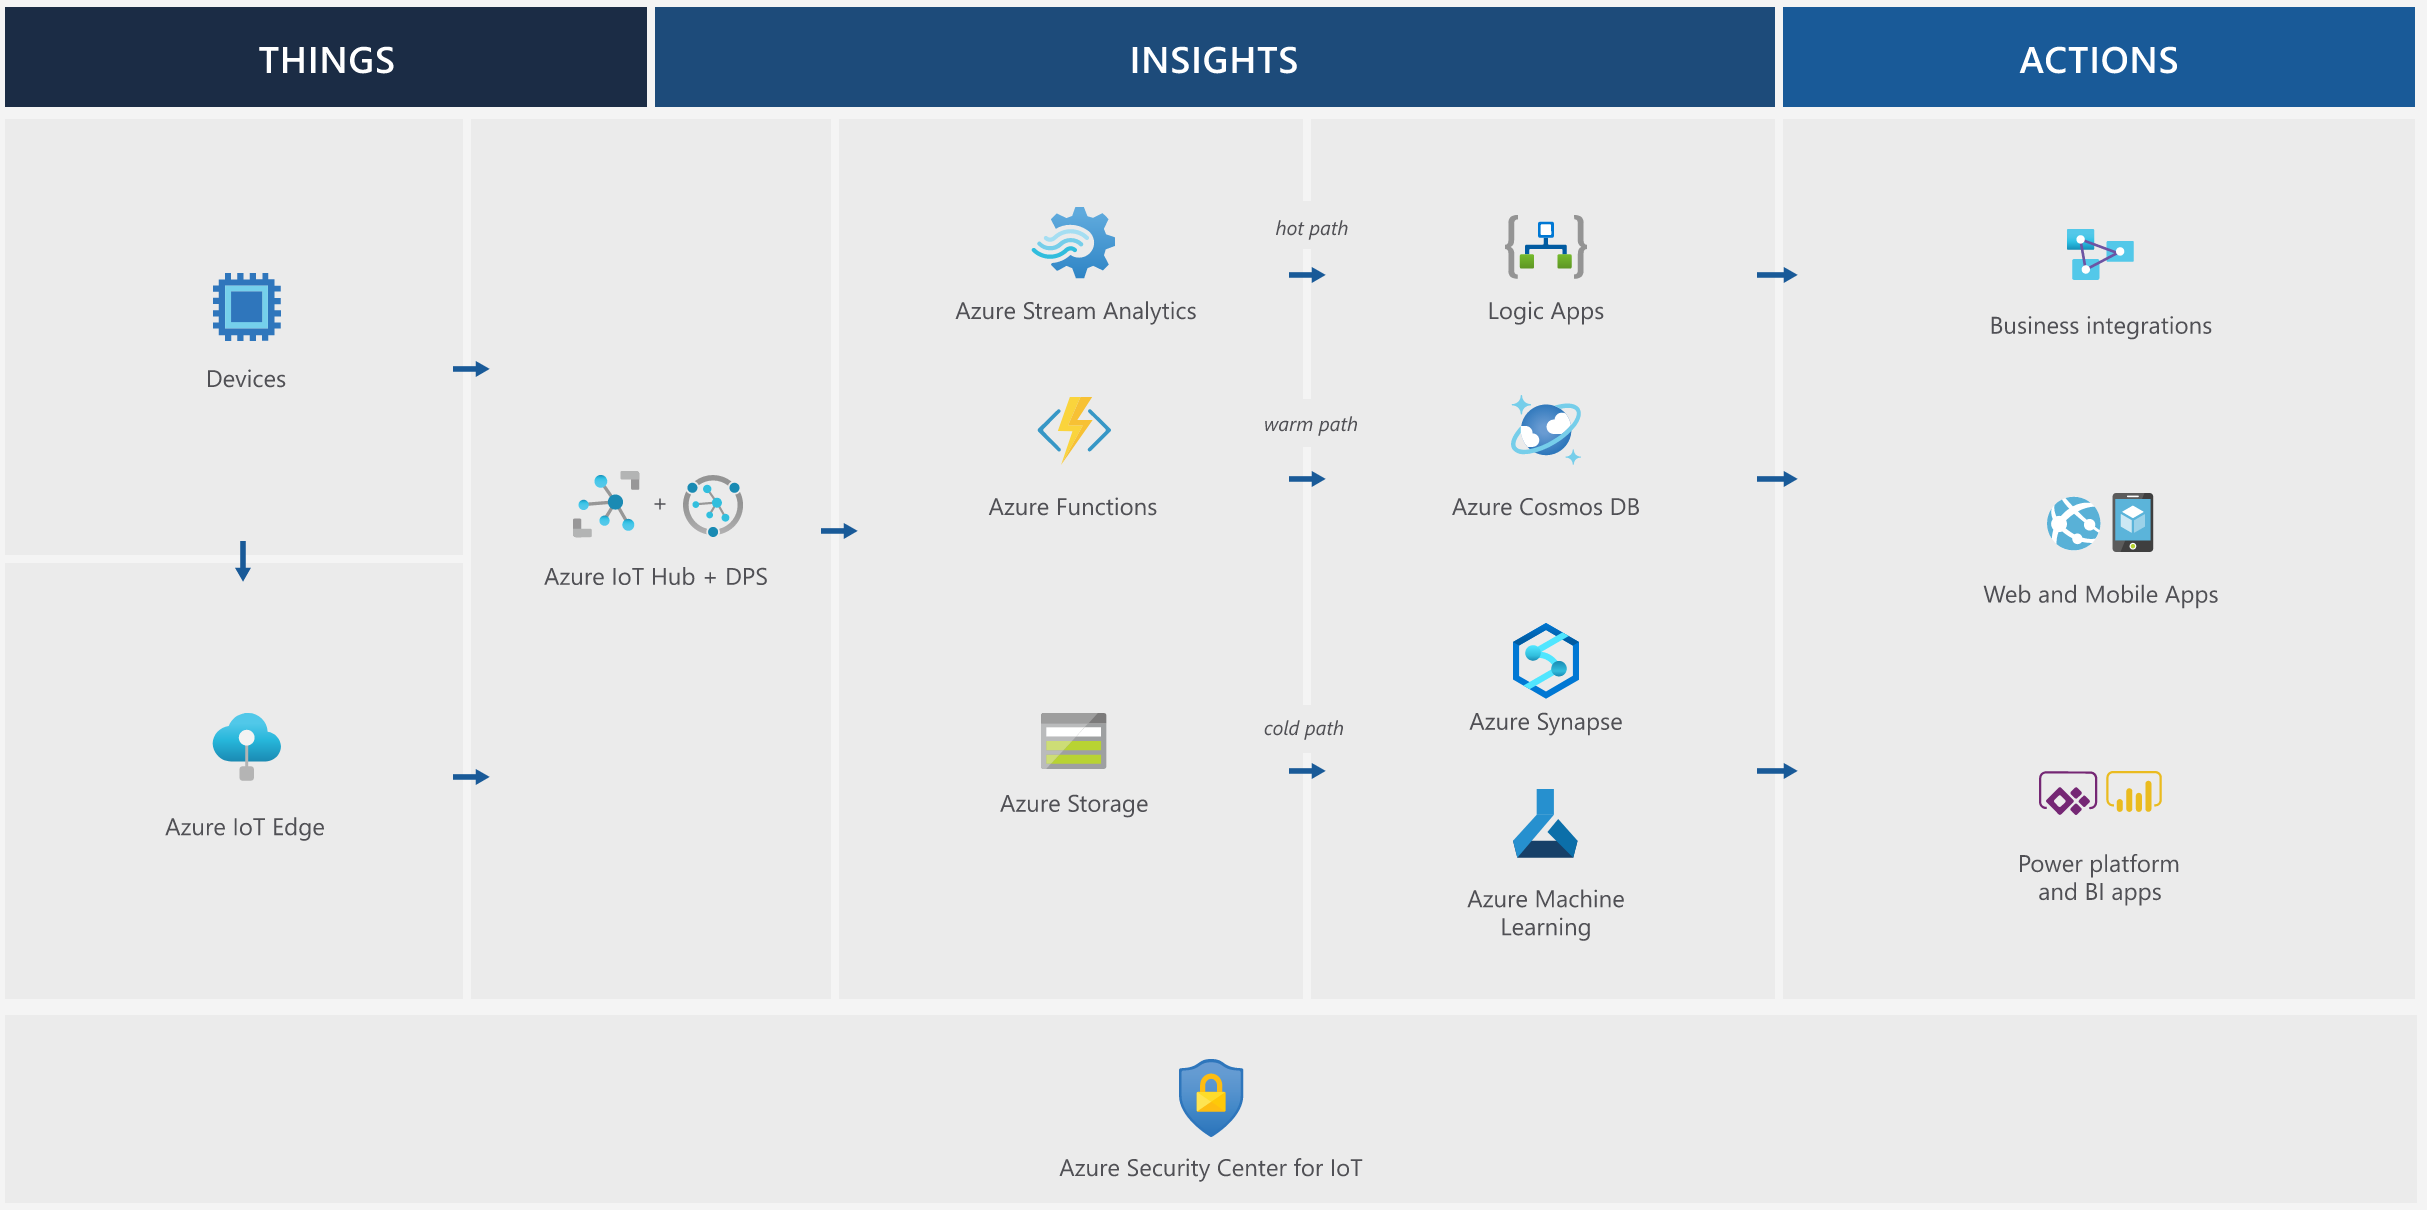 THINGS
INSIGHTS
ACTIONS
Devices
Azure IoT Edge
+
Azure IoT Hub + DPS
Azure Stream Analytics
hot path
Logic Apps
Azure Functions
warm path
Azure Cosmos DB
Azure Storage
cold path
Azure Synapse
Azure Machine
Learning
Business integrations
Web and Mobile Apps
Power platform
and BI apps
Azure Security Center for IoT